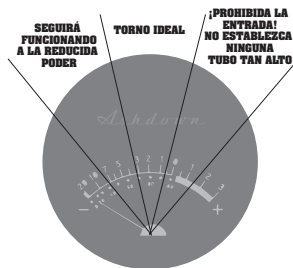 SEGUIRÁ
FUNCIONANDO
A LA REDUCIDA
PODER
TORNO IDEAL
¡PROHIBIDA LA
ENTRADA!
NO ESTABLEZCA
NINGUNA
TUBO TAN ALTO
Ashdown
20 10 7 5 3 2 1 0 1 2 3
- +